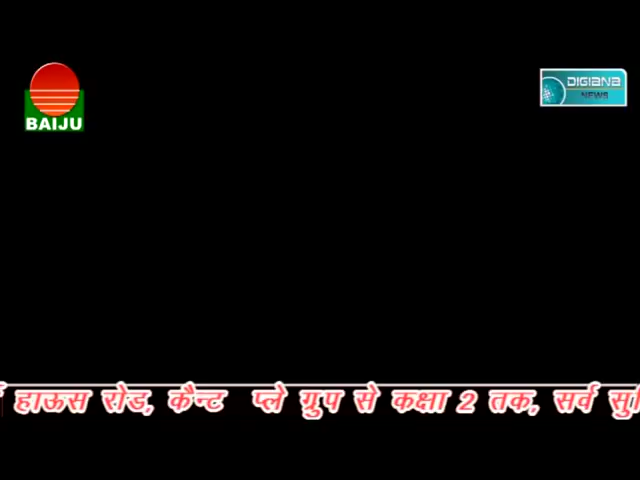 BAIJU
DIGIANA
NEWS
हाऊस रोड, कैन्ट प्ले ग्रुप से कक्षा 2 तक, सर्व